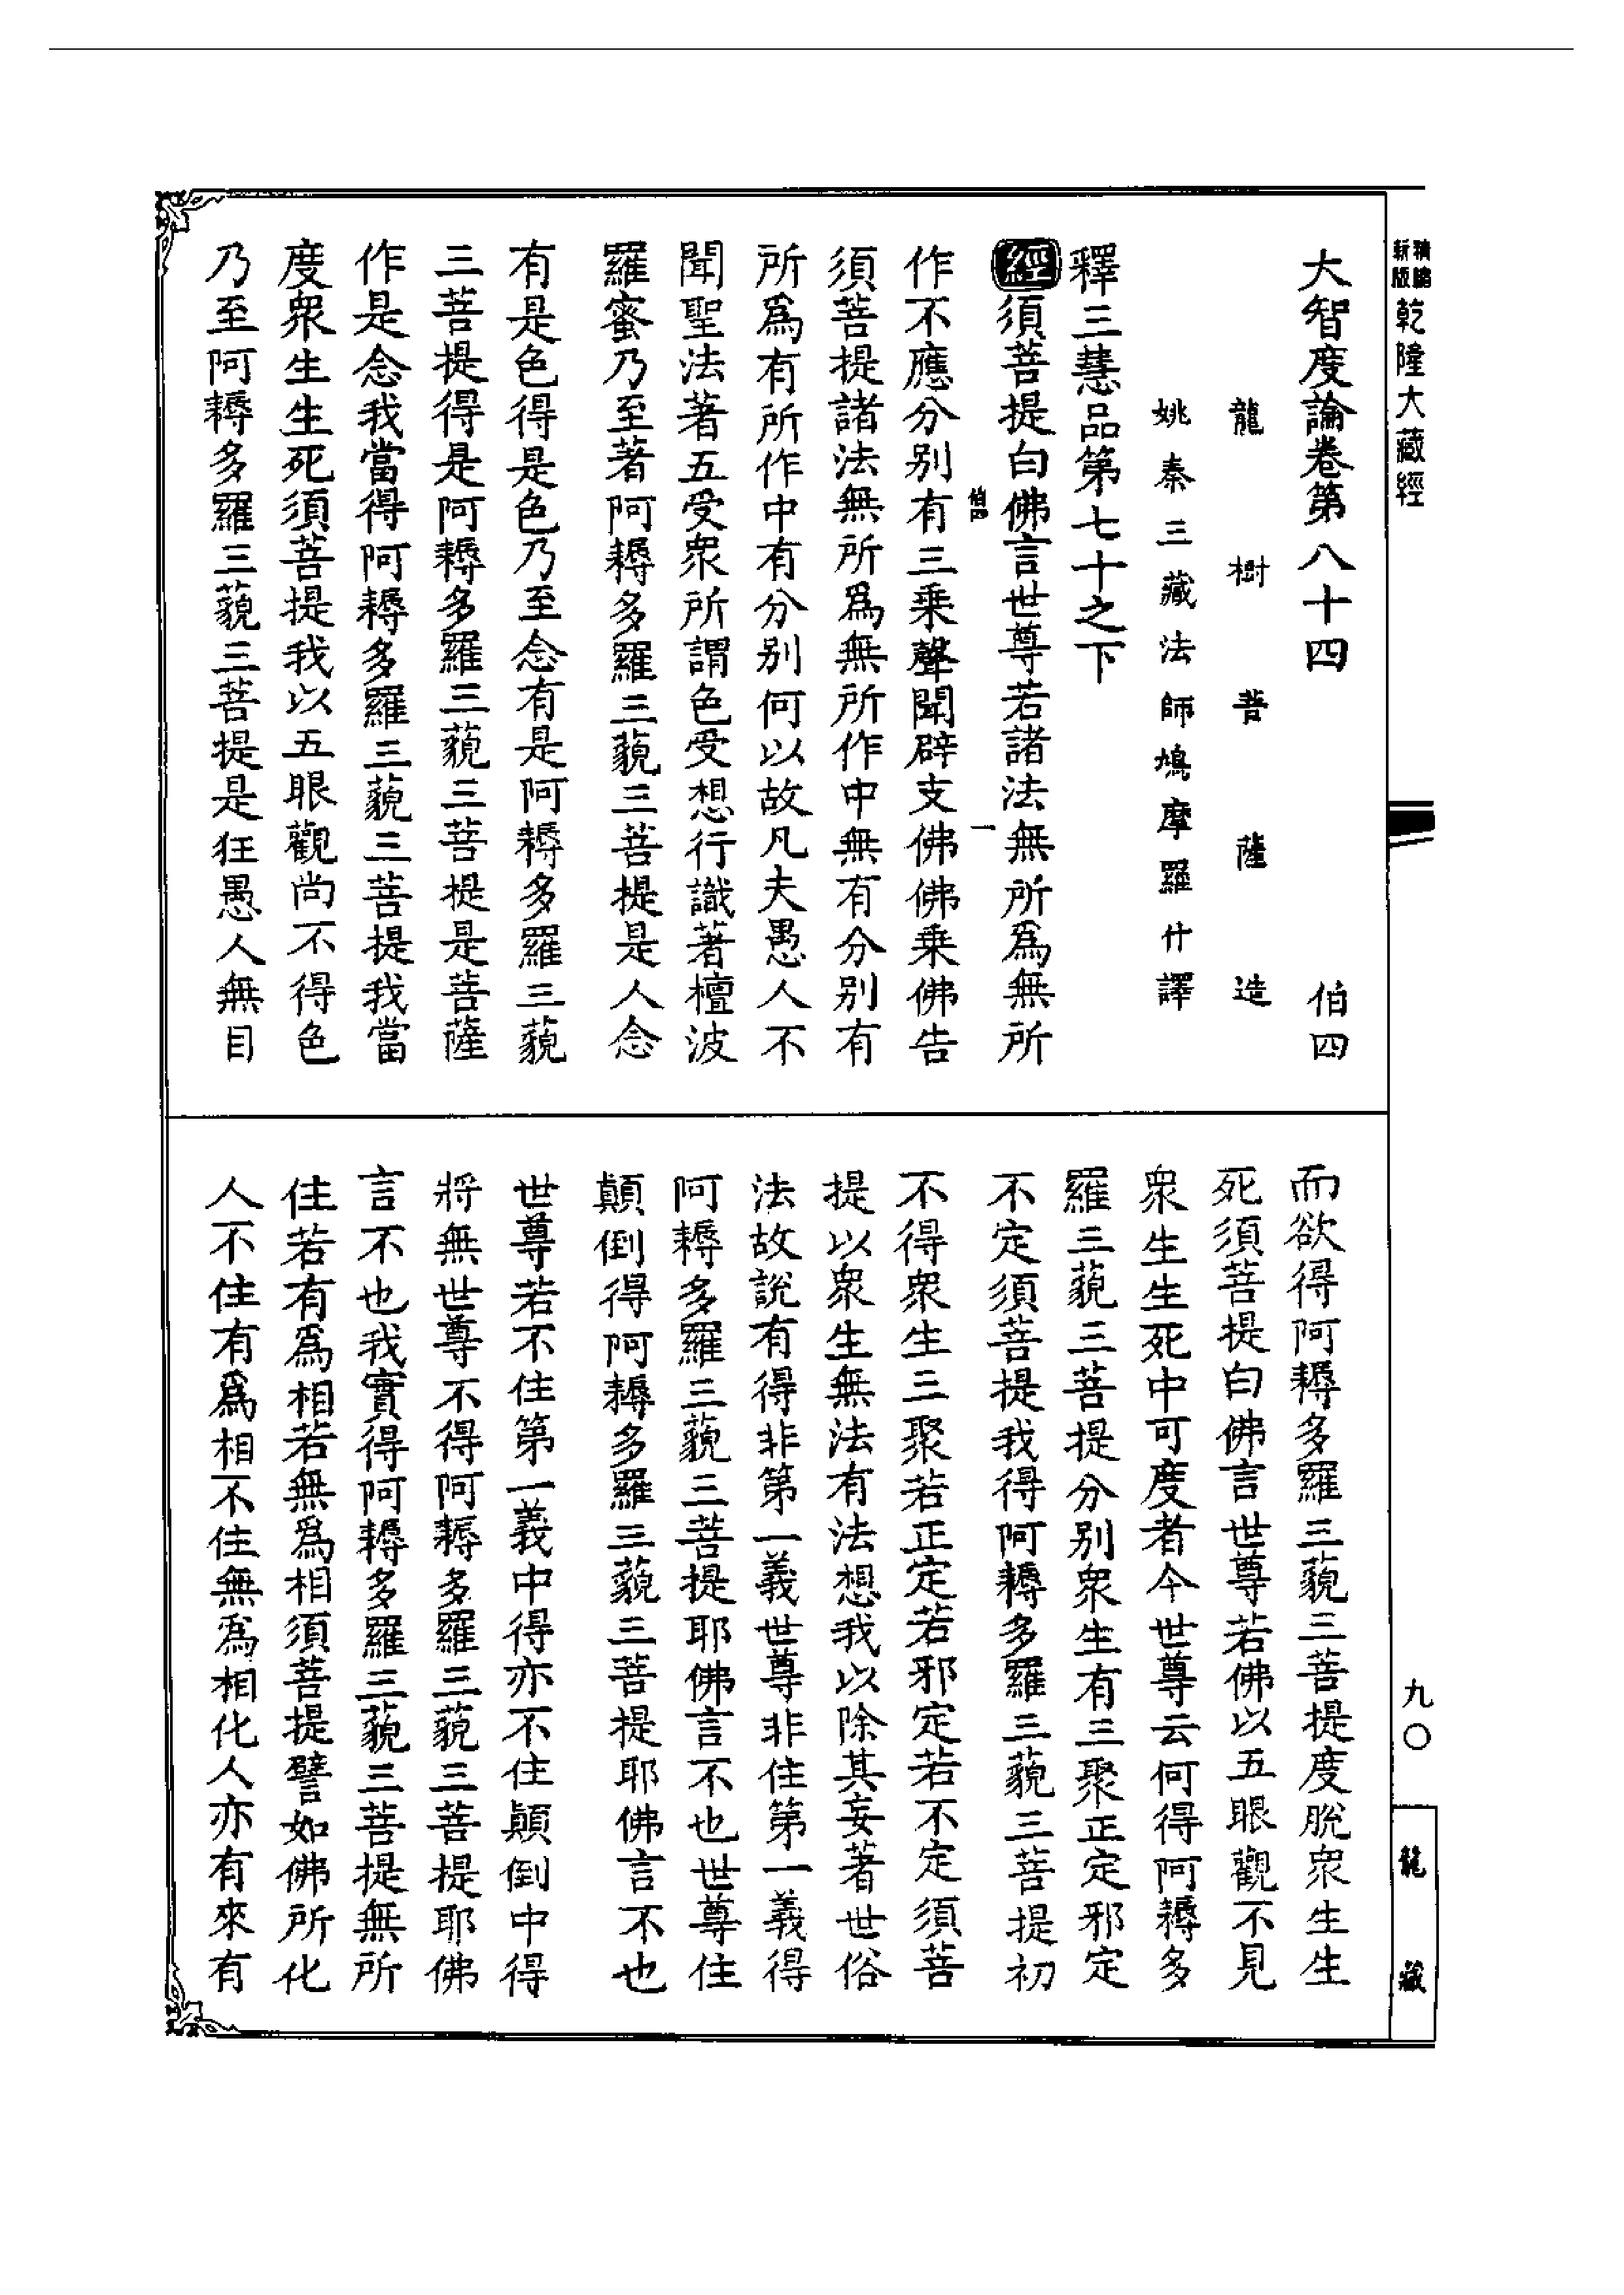 精編新版
乾隆大藏經
大智度論卷第八十四 伯四
龍樹菩薩造
姚秦三藏法師鳩摩羅什譯
釋三慧品第七十之下
經須菩提白佛言世尊若諸法無所爲無所
伯四 一
作不應分別有三乘聲聞辟支佛佛乘佛告
須菩提諸法無所爲無所作中無有分別有
所爲有所作中有分別何以故凡夫愚人不
聞聖法著五受眾所謂色受想行識著檀波
羅蜜乃至著阿耨多羅三藐三菩提是人念
有是色得是色乃至念有是阿耨多羅三藐
三菩提得是阿耨多羅三藐三菩提是菩薩
作是念我當得阿耨多羅三藐三菩提我當
度眾生生死須菩提我以五眼觀尚不得色
乃至阿耨多羅三藐三菩提是狂愚人無目
而欲得阿耨多羅三藐三菩提度脫眾生生
死須菩提白佛言世尊若佛以五眼觀不見
眾生生死中可度者今世尊云何得阿耨多
羅三藐三菩提分別眾生有三聚正定邪定
不定須菩提我得阿耨多羅三藐三菩提初
不得眾生三聚若正定若邪定若不定須菩
提以眾生無法有法想我以除其妄著世俗
法故說有得非第一義世尊非住第一義得
阿耨多羅三藐三菩提耶佛言不也世尊住
顛倒得阿耨多羅三藐三菩提耶佛言不也
世尊若不住第一義中得亦不住顛倒中得
將無世尊不得阿耨多羅三藐三菩提耶佛
言不也我實得阿耨多羅三藐三菩提無所
住若有爲相若無爲相須菩提譬如佛所化
人不住有爲相不住無爲相化人亦有來有
九〇
龍藏